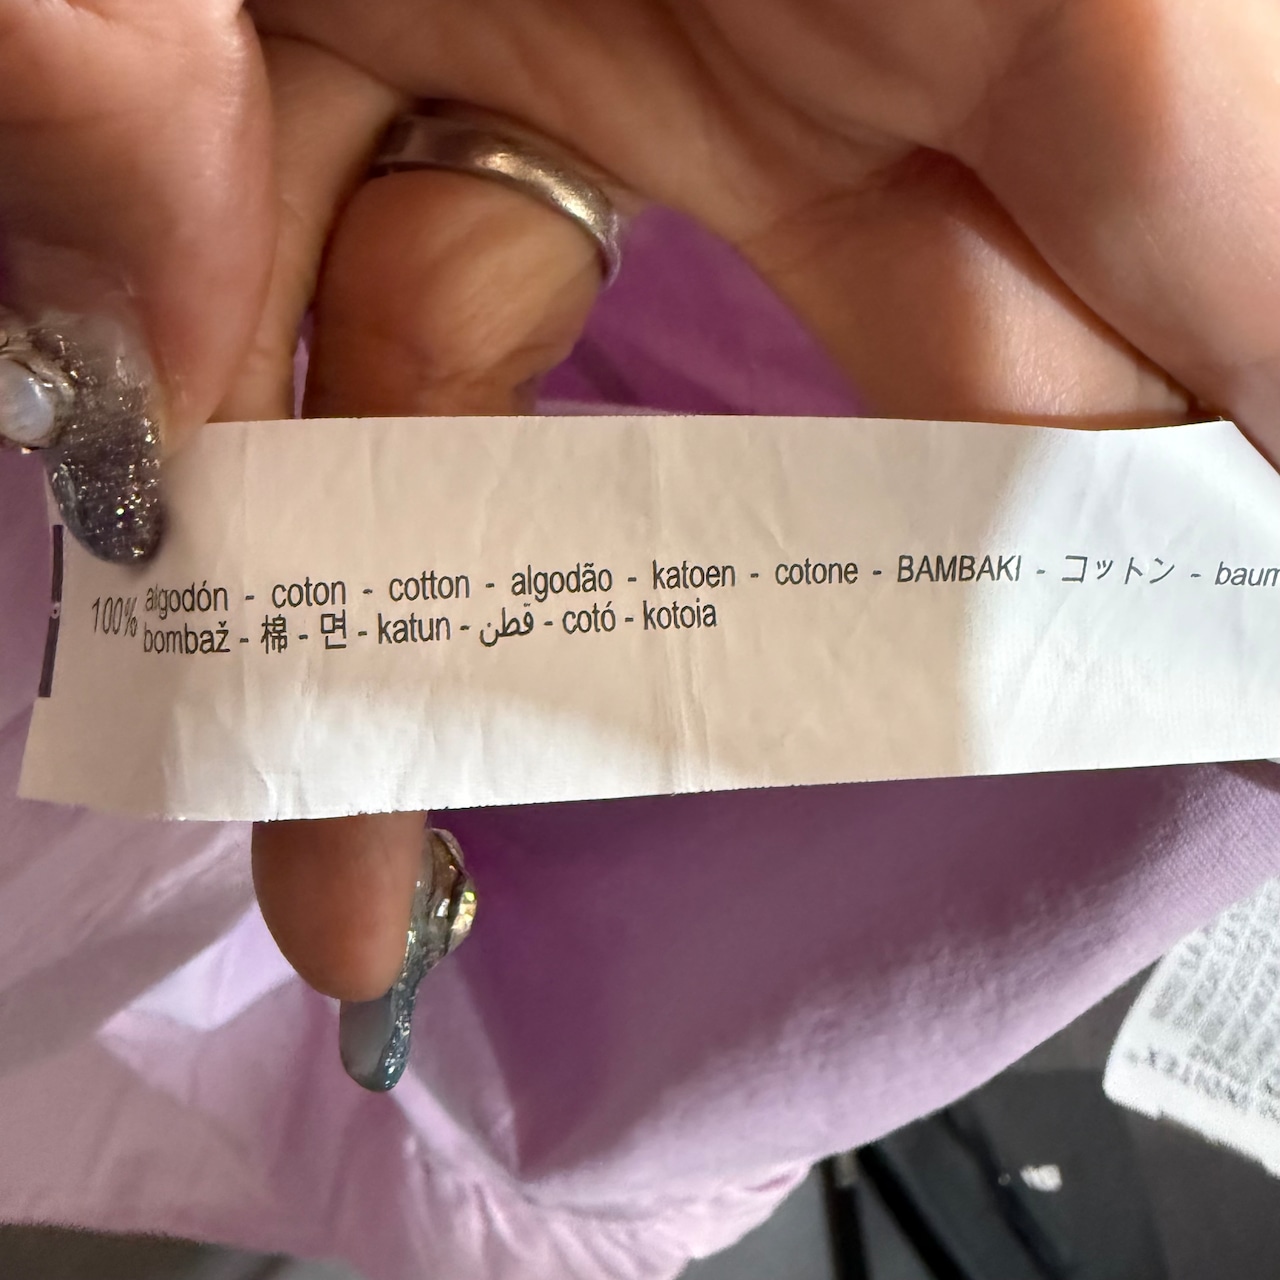 100% algodón - coton - cotton - algodão - katoen - cotone - BAMBAKI - コットン - baum
bombaž - 棉 - 면 - katun - قطن - cotó - kotoia